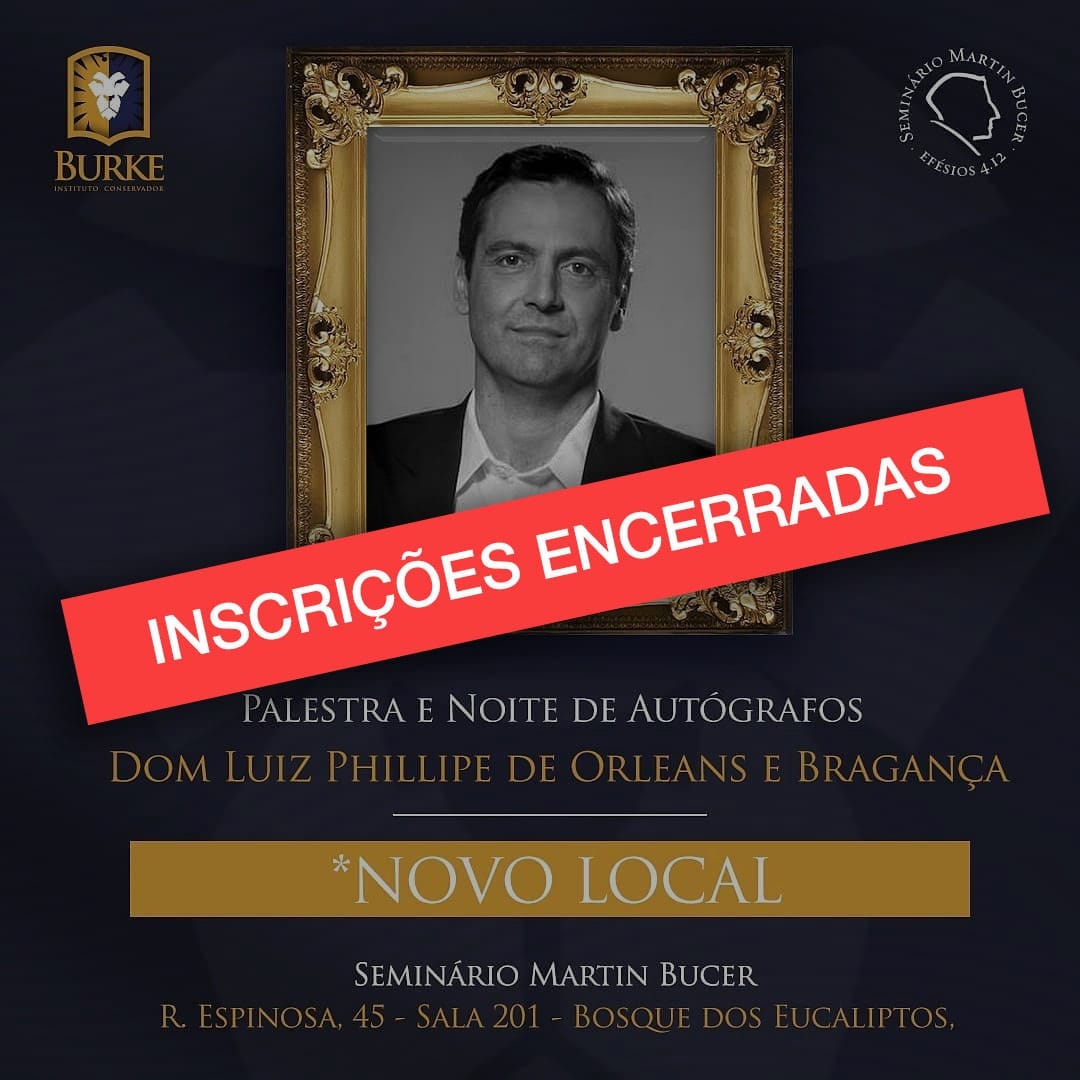 BURKE
INSTITUTO CONSERVADOR
SEMINÁRIO MARTIN BUCER
· EFÉSIOS 4.12 ·
INSCRIÇÕES ENCERRADAS
PALESTRA E NOITE DE AUTÓGRAFOS
DOM LUIZ PHILLIPE DE ORLEANS E BRAGANÇA
*NOVO LOCAL
SEMINÁRIO MARTIN BUCER
R. ESPINOSA, 45 - SALA 201 - BOSQUE DOS EUCALIPTOS,